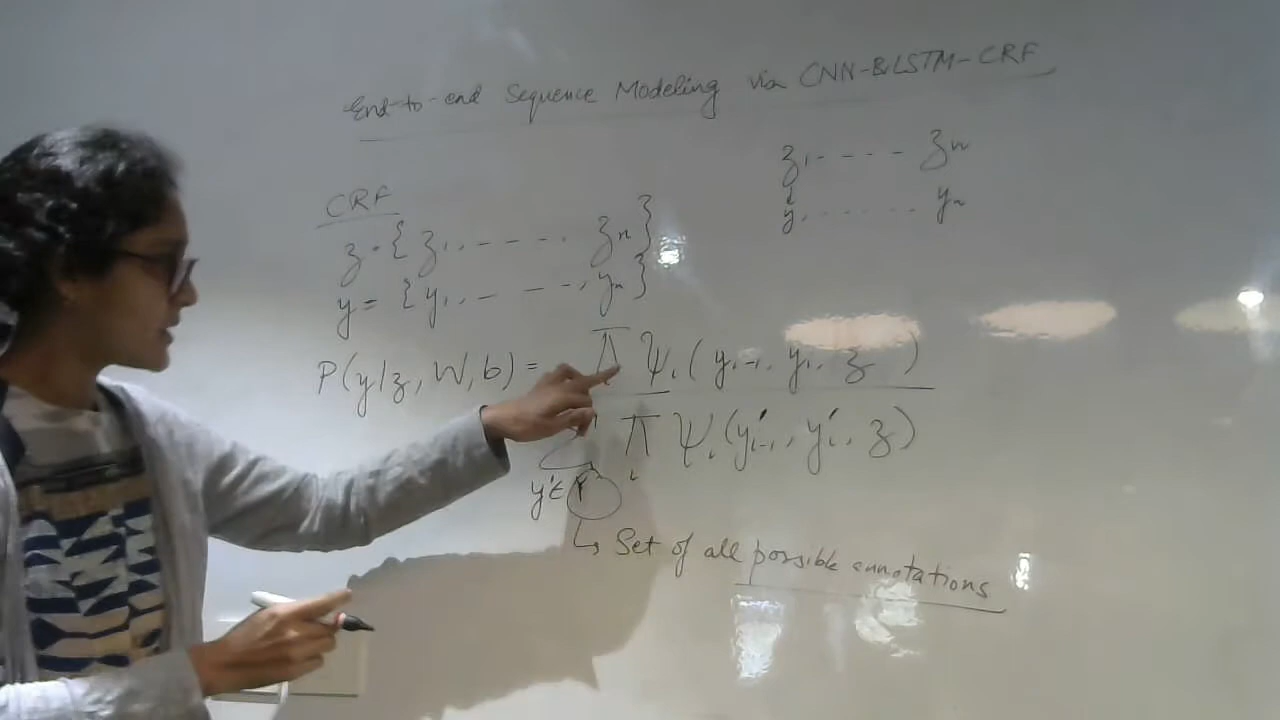 End-to-end Sequence Modeling via CNN-BiLSTM-CRF
z1, - - - - zn
y1, . . . . . . yn
CRF
z = { z1, - - - - . zn }
y = { y1, - - - -, yn }
P(y|z, W, b) = ∏ ψi (yi-1, yi, z)
Σ y'∈Y ∏i ψi (y'i-1, y'i, z)
↳ Set of all possible annotations